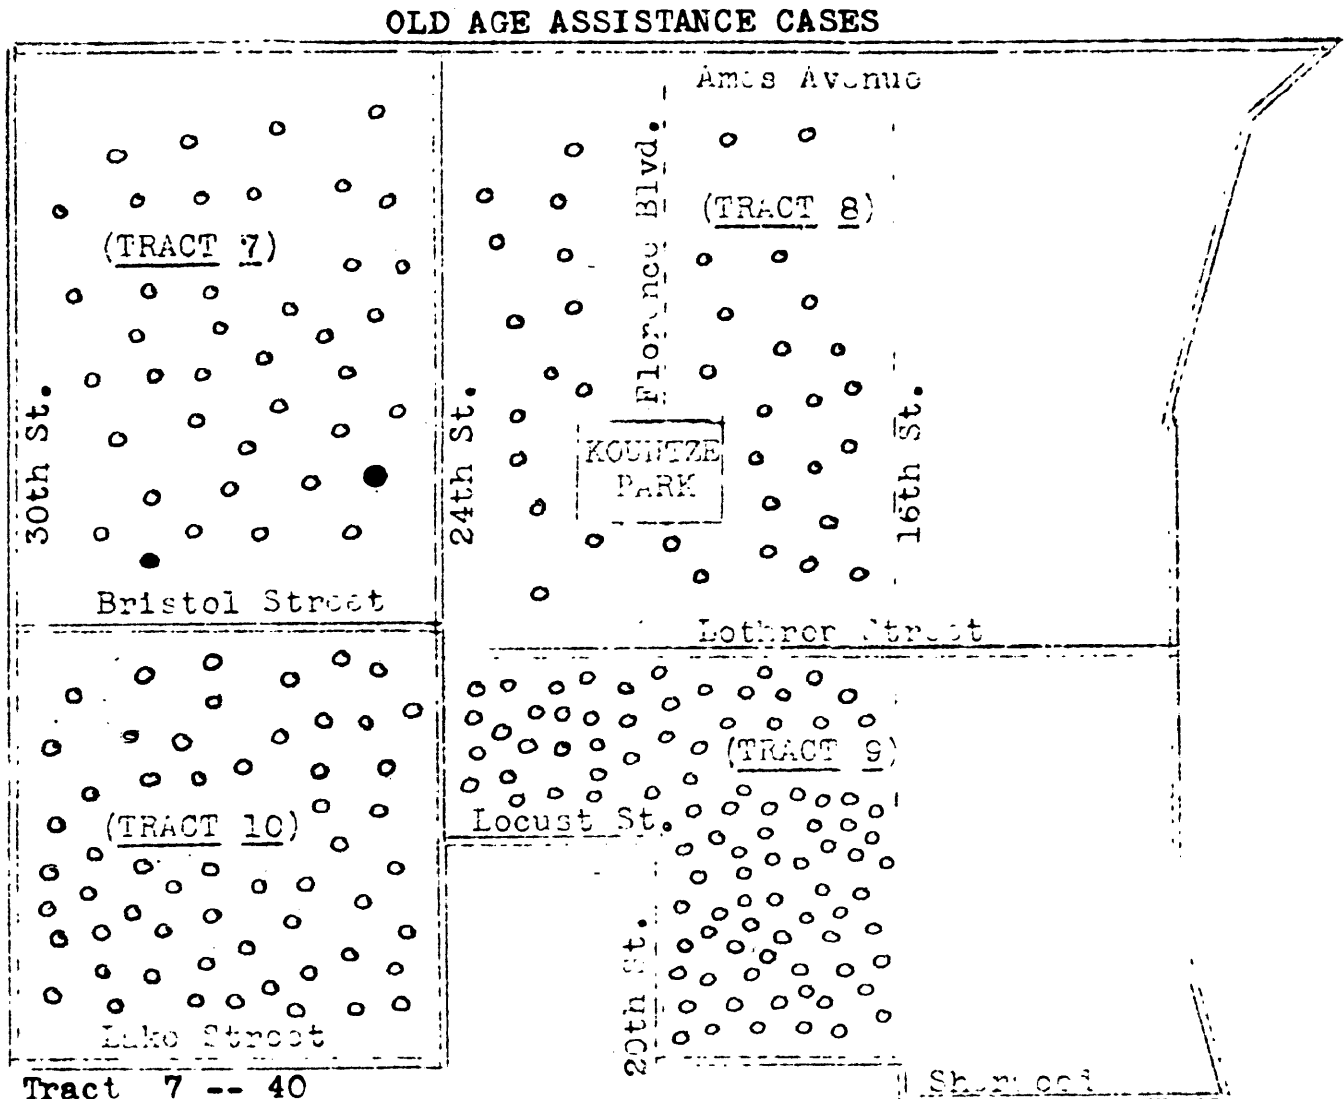 OLD AGE ASSISTANCE CASES
Ames Avenue
Florence Blvd.
(TRACT 7)
(TRACT 8)
30th St.
24th St.
KOUNTZE
PARK
16th St.
Bristol Street
Lothrop Street
(TRACT 9)
Locust St.
(TRACT 10)
20th St.
Lake Street
Tract 7 -- 40